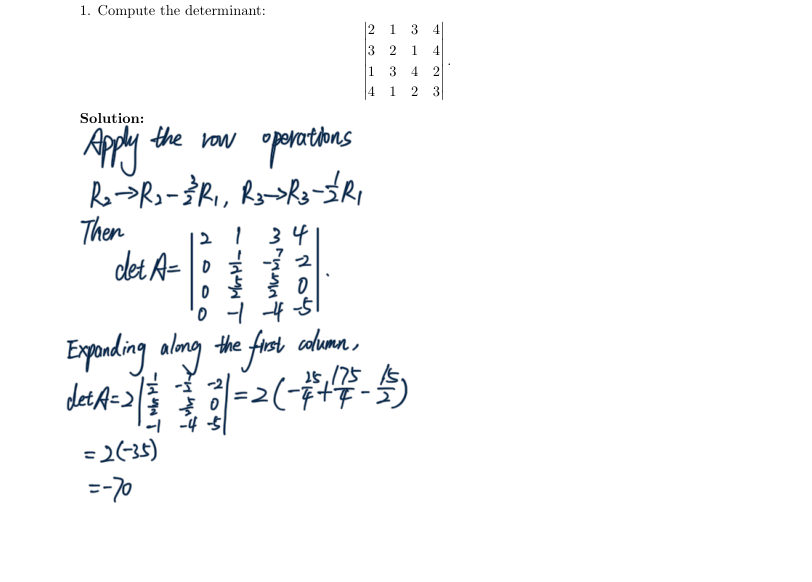 1. Compute the determinant:
|2 1 3 4|
|3 2 1 4|
|1 3 4 2|
|4 1 2 3|.
Solution:
Apply the row operations
R₂→R₂-3/2R₁, R₃→R₃-1/2R₁
Then
det A= |2 1 3 4|
|0 1/2 -7/2 -2|
|0 5/2 5/2 0|
|0 -1 -4 -5|.
Expanding along the first column,
det A=2 |1/2 -7/2 -2|
|5/2 5/2 0|
|-1 -4 -5| =2(-25/4+175/4-15/2)
=2(-35)
=-70